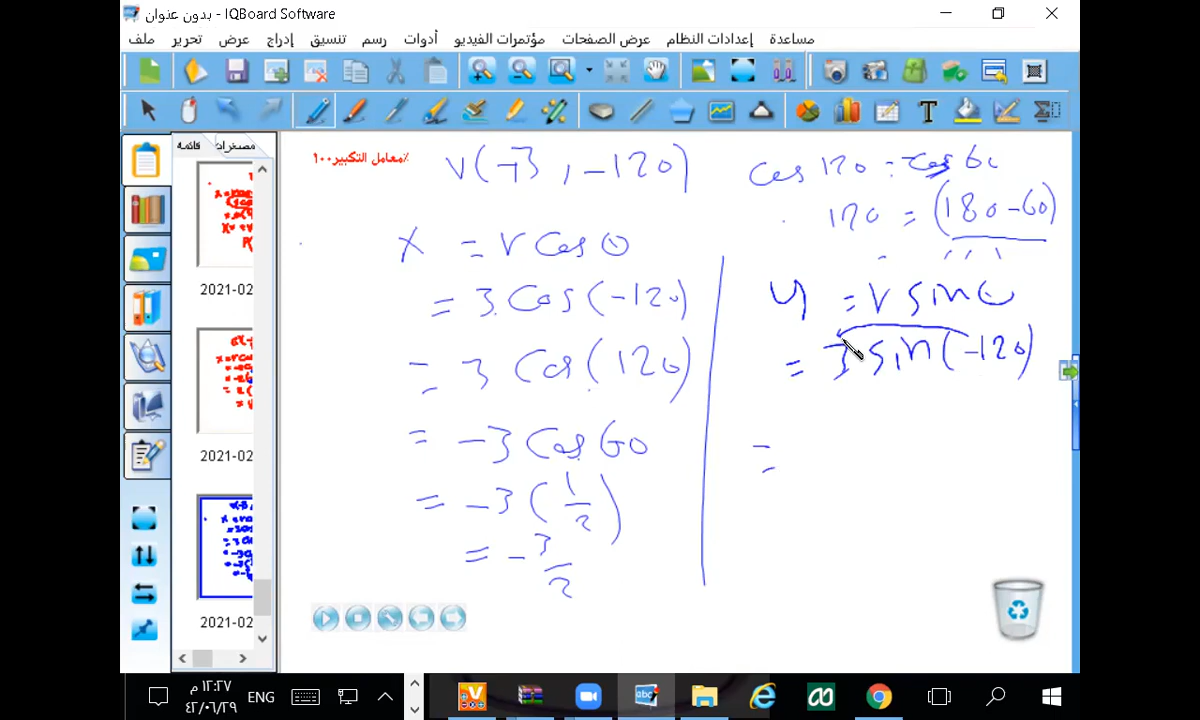 بدون عنوان - IQBoard Software
ملف تحرير عرض إدراج تنسيق رسم أدوات مؤتمرات الفيديو عرض الصفحات إعدادات النظام مساعدة
قائمة مصغرات
معامل التكبير١٠٠٪
2021-02
2021-02
2021-02
, -120)
cos 120 = -cos 60
120 = (180-60)
x = r cos θ
= 3 cos(-120)
= 3 cos(120)
= -3 cos 60
= -3 (1/2)
= -3/2
y = r sin θ
= 3 sin(-120)
=
١٢:٢٧ م
٤٢/٠٦/٢٩
ENG